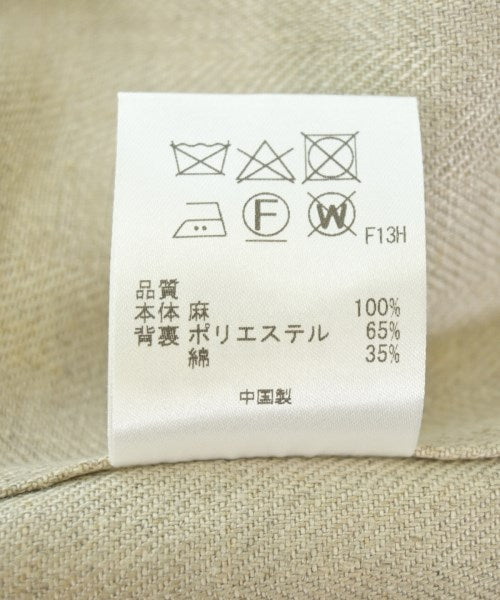 F W F13H
品質
本体 麻 100%
背裏 ポリエステル 65%
綿 35%
中国製